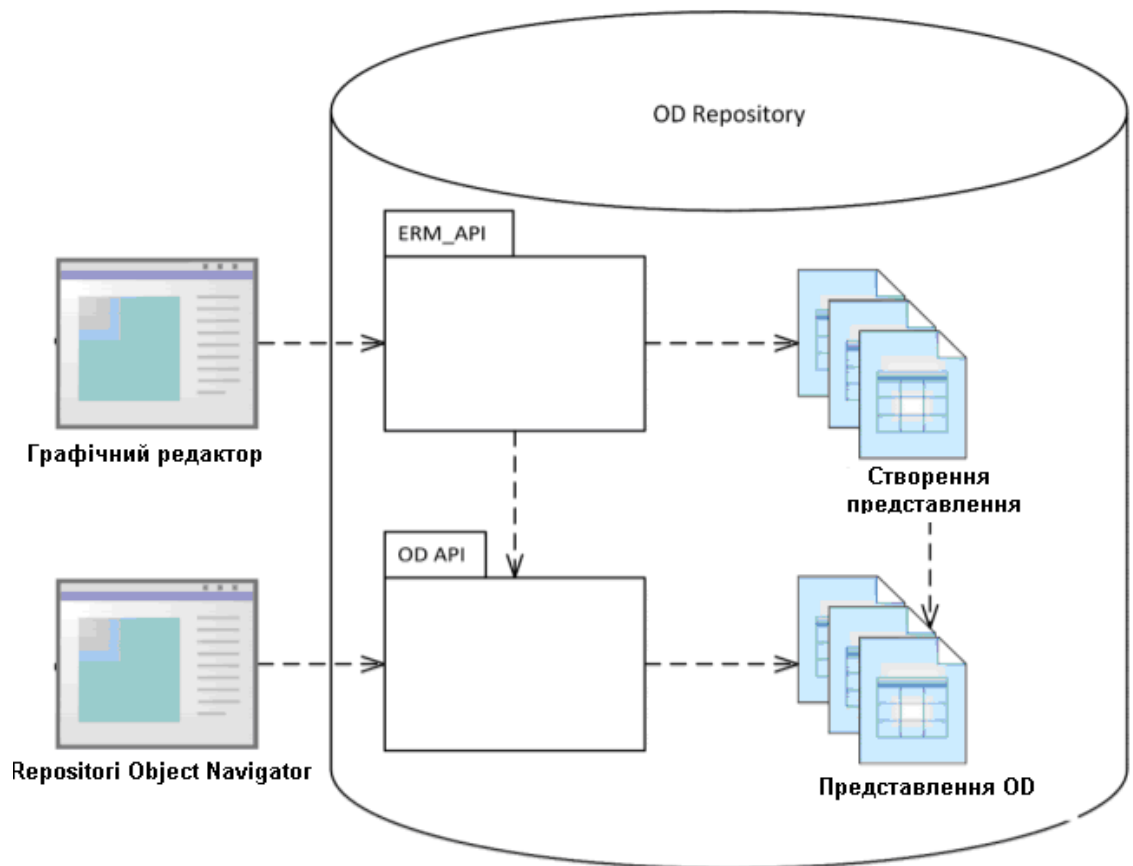 OD Repository
ERM_API
Графічний редактор
Створення
представлення
OD API
Repositori Object Navigator
Представлення OD